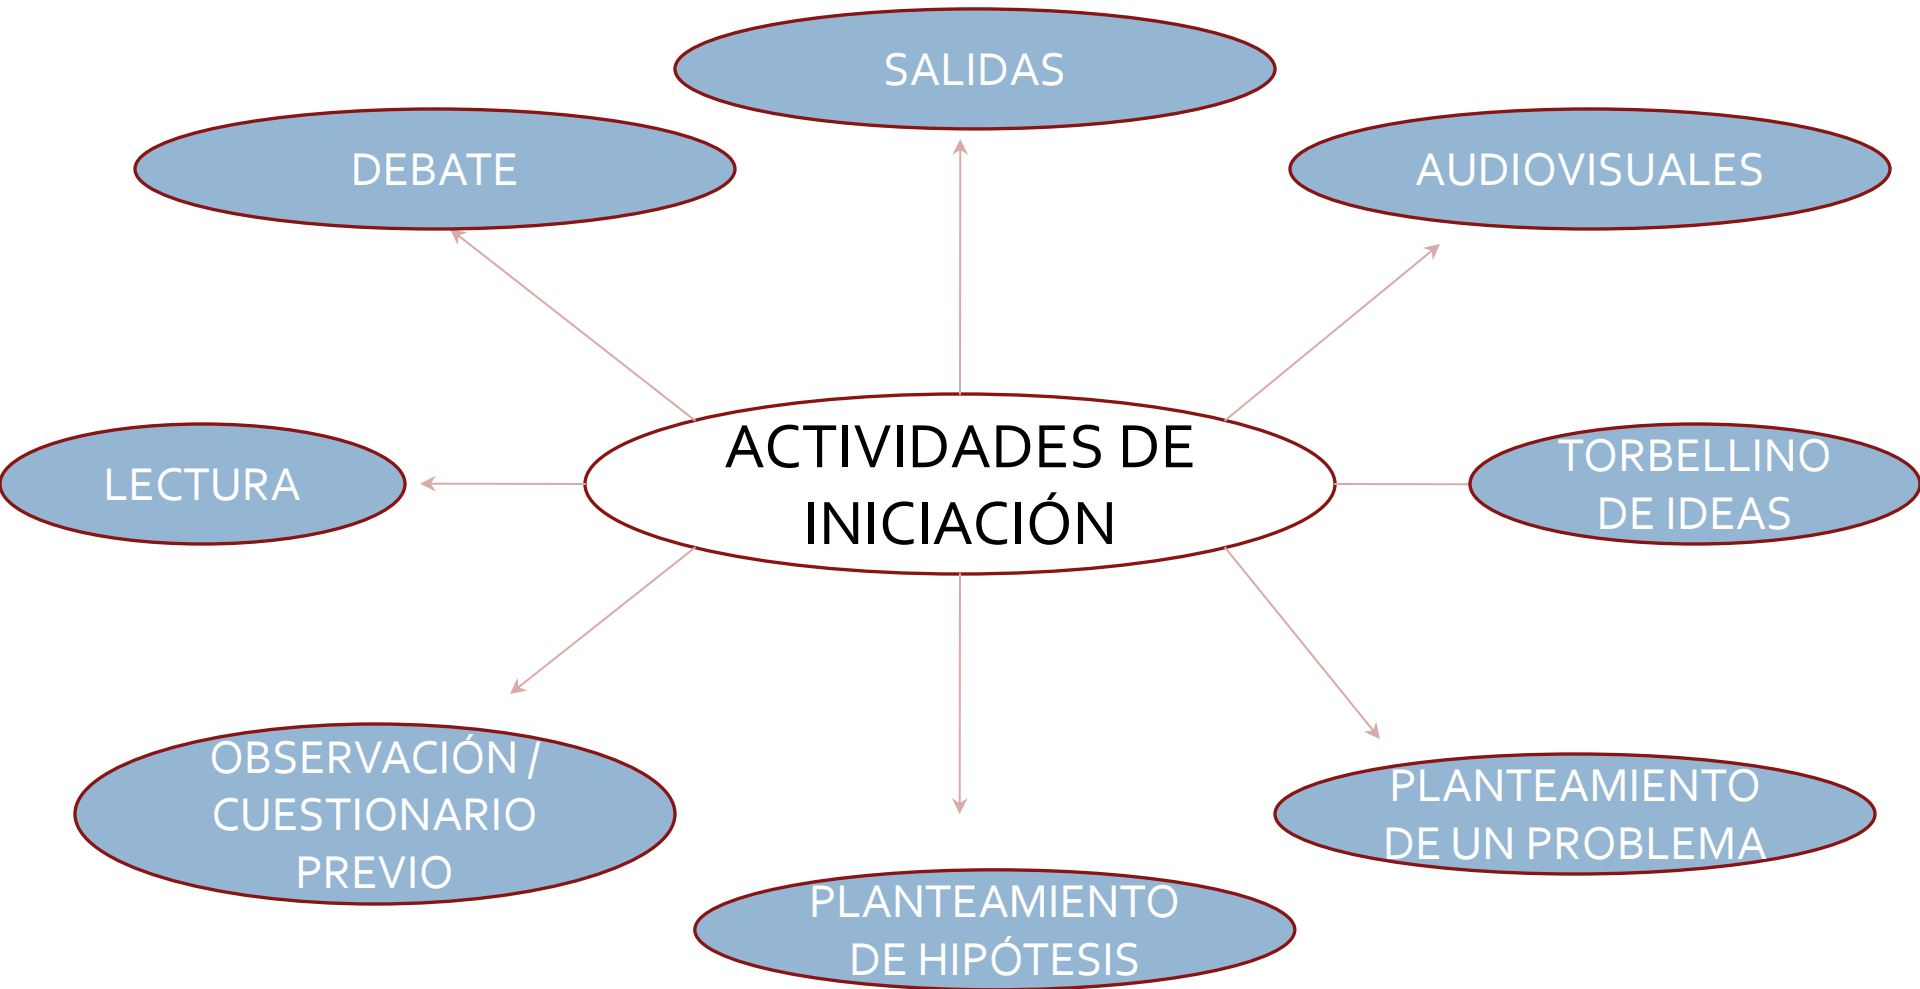 SALIDAS
DEBATE
AUDIOVISUALES
ACTIVIDADES DE
INICIACIÓN
LECTURA
TORBELLINO
DE IDEAS
OBSERVACIÓN /
CUESTIONARIO
PREVIO
PLANTEAMIENTO
DE UN PROBLEMA
PLANTEAMIENTO
DE HIPÓTESIS